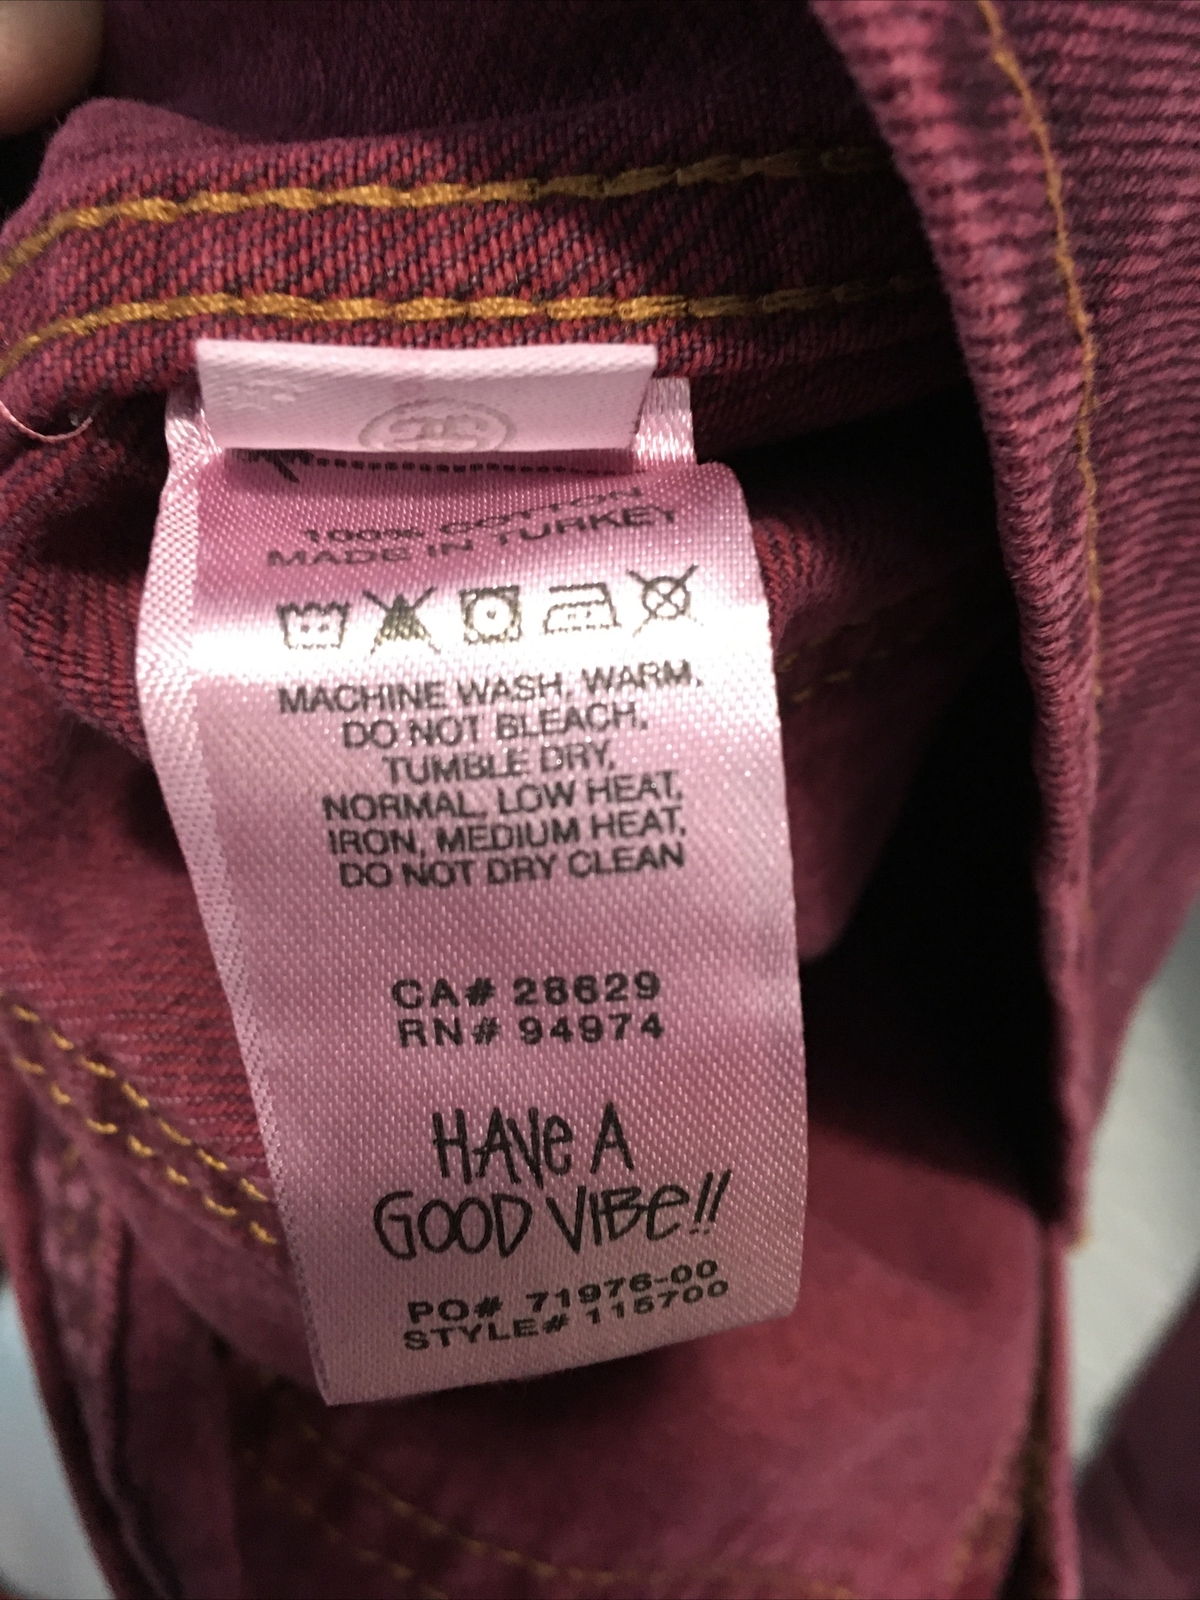 100% COTTON
MADE IN TURKEY
MACHINE WASH, WARM,
DO NOT BLEACH,
TUMBLE DRY,
NORMAL, LOW HEAT,
IRON, MEDIUM HEAT,
DO NOT DRY CLEAN
CA# 28629
RN# 94974
HAVe A
GOOD VIBe!!
PO# 71976-00
STYLE# 115700